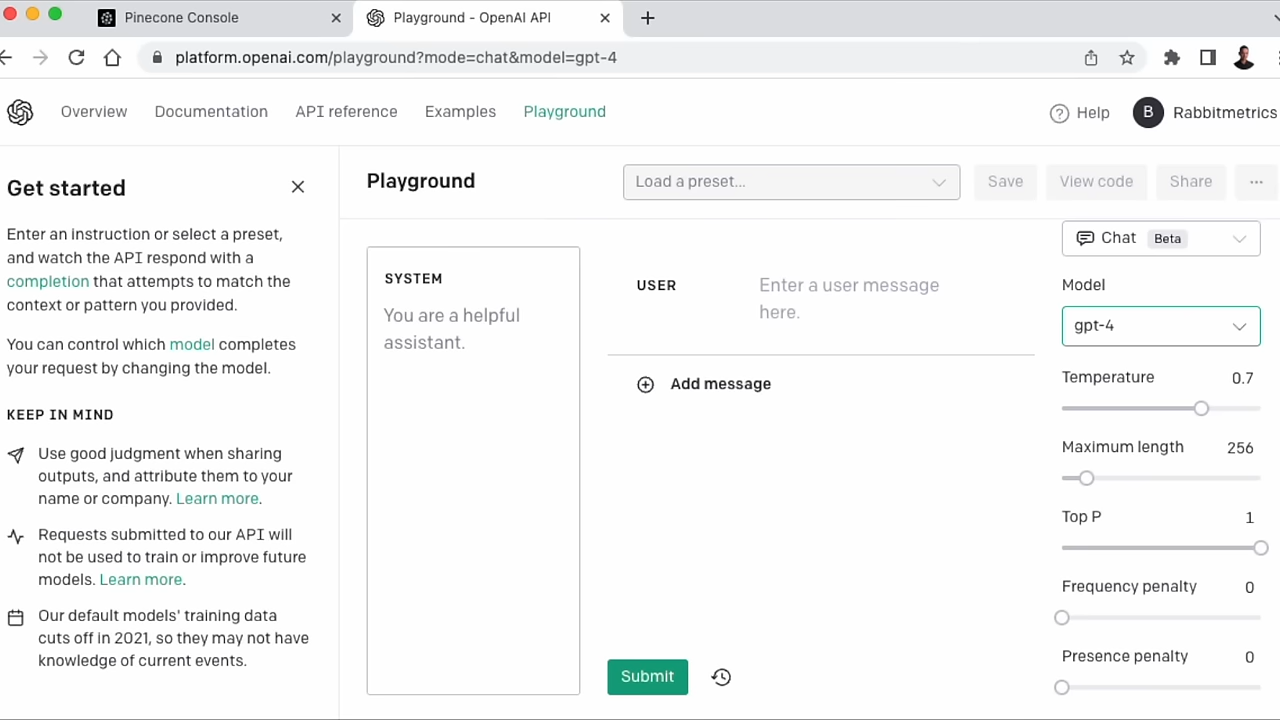 Pinecone Console
Playground - OpenAI API
platform.openai.com/playground?mode=chat&model=gpt-4
Overview
Documentation
API reference
Examples
Playground
Help
B
Rabbitmetrics
Get started
Enter an instruction or select a preset,
and watch the API respond with a
completion that attempts to match the
context or pattern you provided.
You can control which model completes
your request by changing the model.
KEEP IN MIND
Use good judgment when sharing
outputs, and attribute them to your
name or company. Learn more.
Requests submitted to our API will
not be used to train or improve future
models. Learn more.
Our default models' training data
cuts off in 2021, so they may not have
knowledge of current events.
Playground
Load a preset...
Save
View code
Share
...
SYSTEM
You are a helpful
assistant.
USER
Enter a user message
here.
Add message
Submit
Chat
Beta
Model
gpt-4
Temperature
0.7
Maximum length
256
Top P
1
Frequency penalty
0
Presence penalty
0